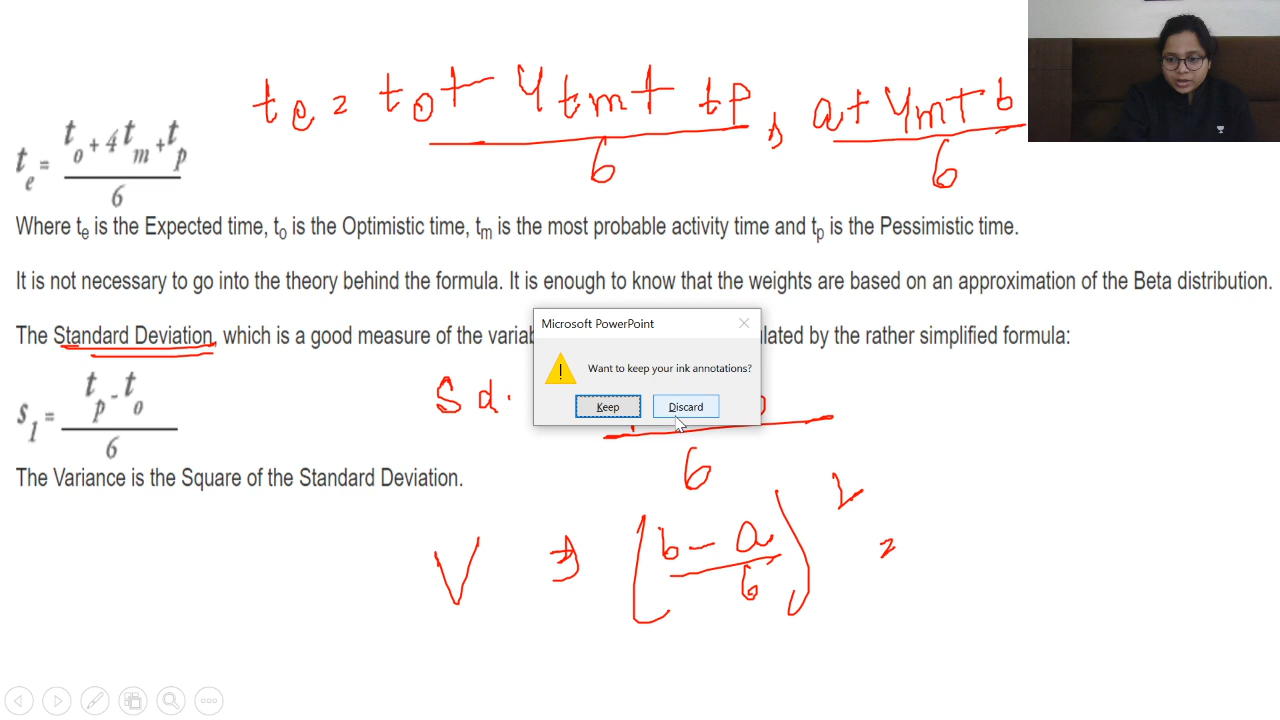 te = to + 4tm + tp / 6 , a + 4m + b / 6
te = to + 4tm + tp / 6
Where te is the Expected time, to is the Optimistic time, tm is the most probable activity time and tp is the Pessimistic time.
It is not necessary to go into the theory behind the formula. It is enough to know that the weights are based on an approximation of the Beta distribution.
The Standard Deviation, which is a good measure of the ulated by the rather simplified formula:
Microsoft PowerPoint
Want to keep your ink annotations?
Keep Discard
S d.
6
s1 = tp - to / 6
The Variance is the Square of the Standard Deviation.
V ⇒ (b - a / 6)2 =